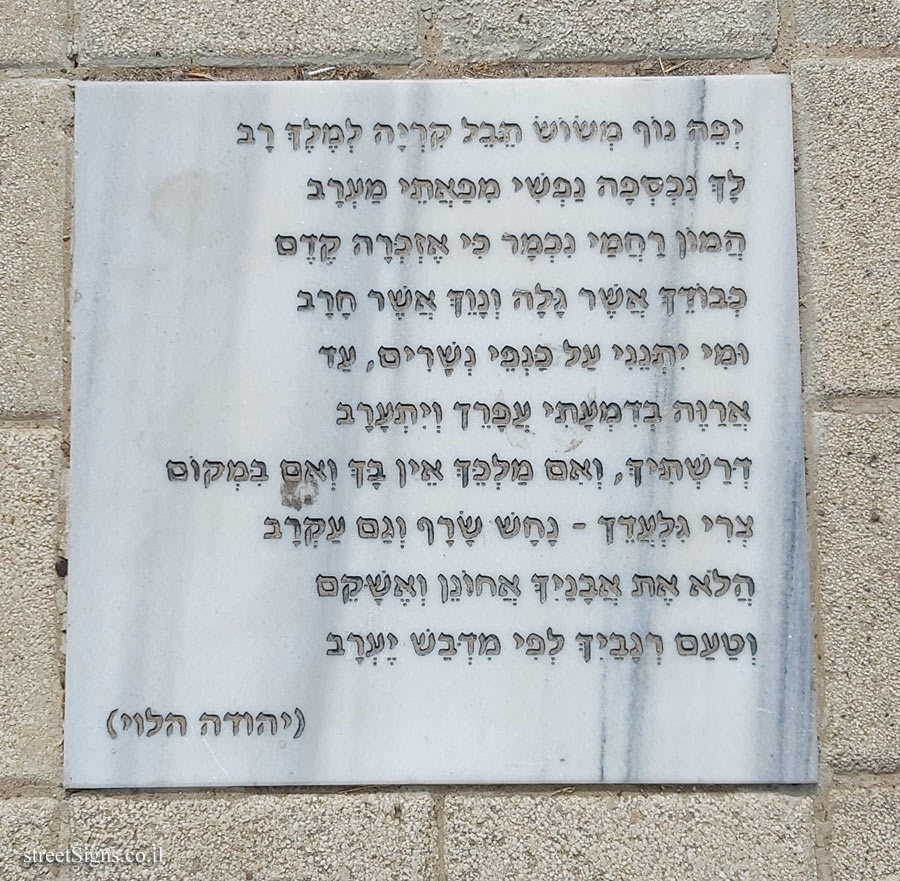 יְפֵה נוֹף מְשׂוֹשׂ תֵּבֵל קִרְיָה לְמֶלֶךְ רָב
לָךְ נִכְסְפָה נַפְשִׁי מִפַּאֲתֵי מַעְרָב
הֲמוֹן רַחֲמַי נִכְמָר כִּי אֶזְכְּרָה קֶדֶם
כְּבוֹדֵךְ אֲשֶׁר גָּלָה וְנָוֵךְ אֲשֶׁר חָרָב
וּמִי יִתְּנֵנִי עַל כַּנְפֵי נְשָׁרִים, עַד
אֲרַוֶּה בְדִמְעָתִי עֲפָרֵךְ וְיִתְעָרָב
דְּרַשְׁתִּיךְ, וְאִם מַלְכֵּךְ אֵין בָּךְ וְאִם בִּמְקוֹם
צֳרִי גִּלְעֲדֵךְ - נָחָשׁ שָׂרָף וְגַם עַקְרָב
הֲלֹא אֶת אֲבָנַיִךְ אֲחוֹנֵן וְאֶשָּׁקֵם
וְטַעַם רְגָבַיִךְ לְפִי מִדְּבַשׁ יֶעְרָב
(יהודה הלוי)
streetSigns.co.il